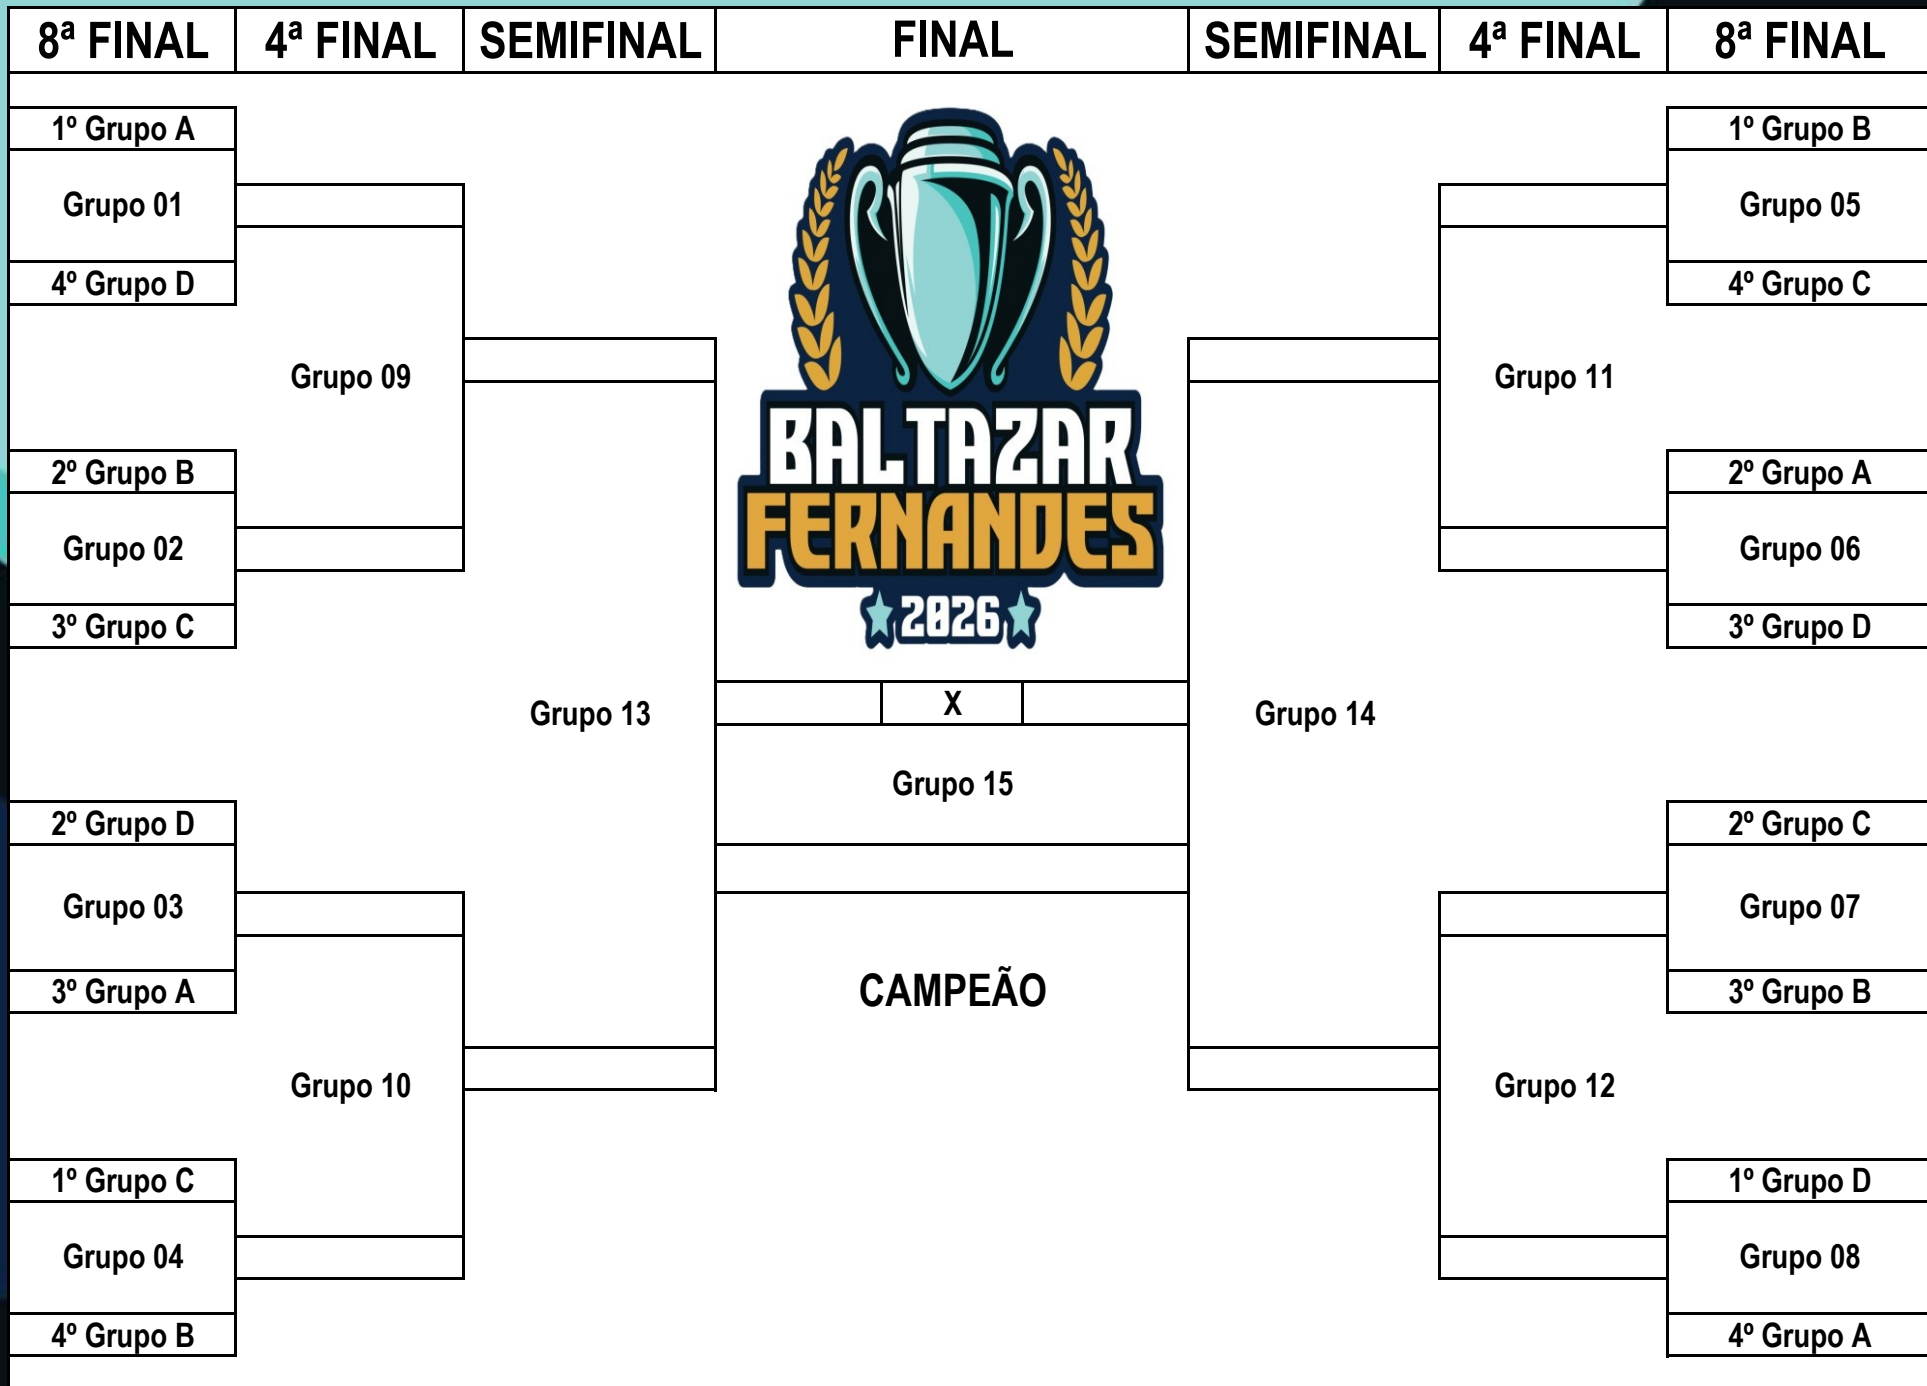 8ª FINAL 4ª FINAL SEMIFINAL FINAL SEMIFINAL 4ª FINAL 8ª FINAL
1º Grupo A
Grupo 01
4º Grupo D
Grupo 09
2º Grupo B
Grupo 02
3º Grupo C
Grupo 13
2º Grupo D
Grupo 03
3º Grupo A
Grupo 10
1º Grupo C
Grupo 04
4º Grupo B
BALTAZAR
FERNANDES
2026
X
Grupo 15
CAMPEÃO
1º Grupo B
Grupo 05
4º Grupo C
Grupo 11
2º Grupo A
Grupo 06
3º Grupo D
Grupo 14
2º Grupo C
Grupo 07
3º Grupo B
Grupo 12
1º Grupo D
Grupo 08
4º Grupo A